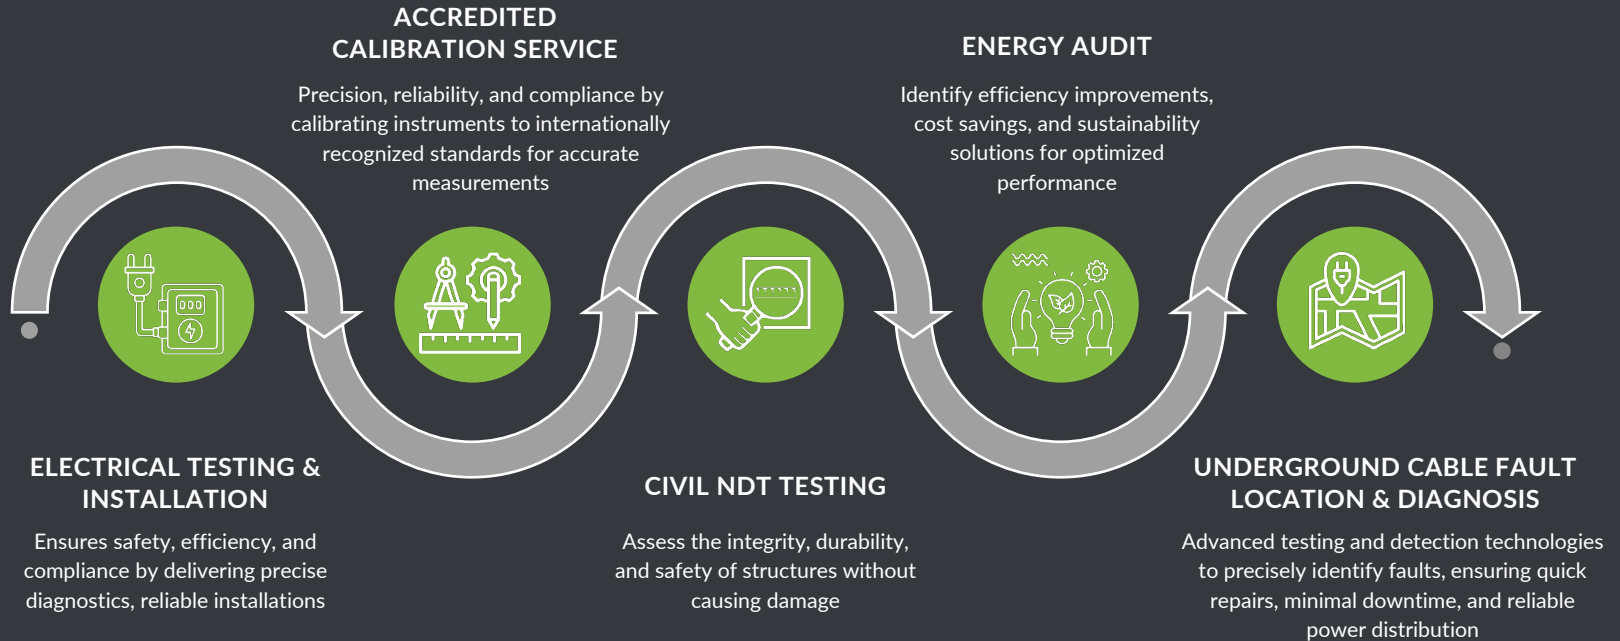 ACCREDITED
CALIBRATION SERVICE
Precision, reliability, and compliance by
calibrating instruments to internationally
recognized standards for accurate
measurements
ENERGY AUDIT
Identify efficiency improvements,
cost savings, and sustainability
solutions for optimized
performance
ELECTRICAL TESTING &
INSTALLATION
Ensures safety, efficiency, and
compliance by delivering precise
diagnostics, reliable installations
CIVIL NDT TESTING
Assess the integrity, durability,
and safety of structures without
causing damage
UNDERGROUND CABLE FAULT
LOCATION & DIAGNOSIS
Advanced testing and detection technologies
to precisely identify faults, ensuring quick
repairs, minimal downtime, and reliable
power distribution